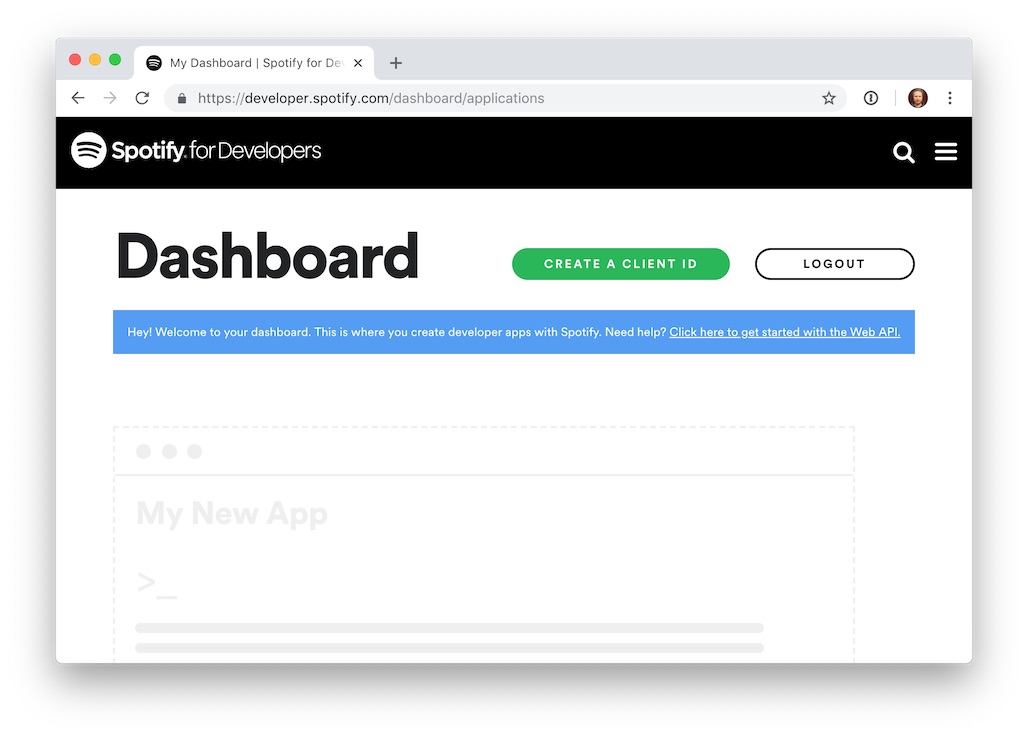 My Dashboard | Spotify for De
https://developer.spotify.com/dashboard/applications
Spotify for Developers
Dashboard
CREATE A CLIENT ID
LOGOUT
Hey! Welcome to your dashboard. This is where you create developer apps with Spotify. Need help? Click here to get started with the Web API.
My New App
>_